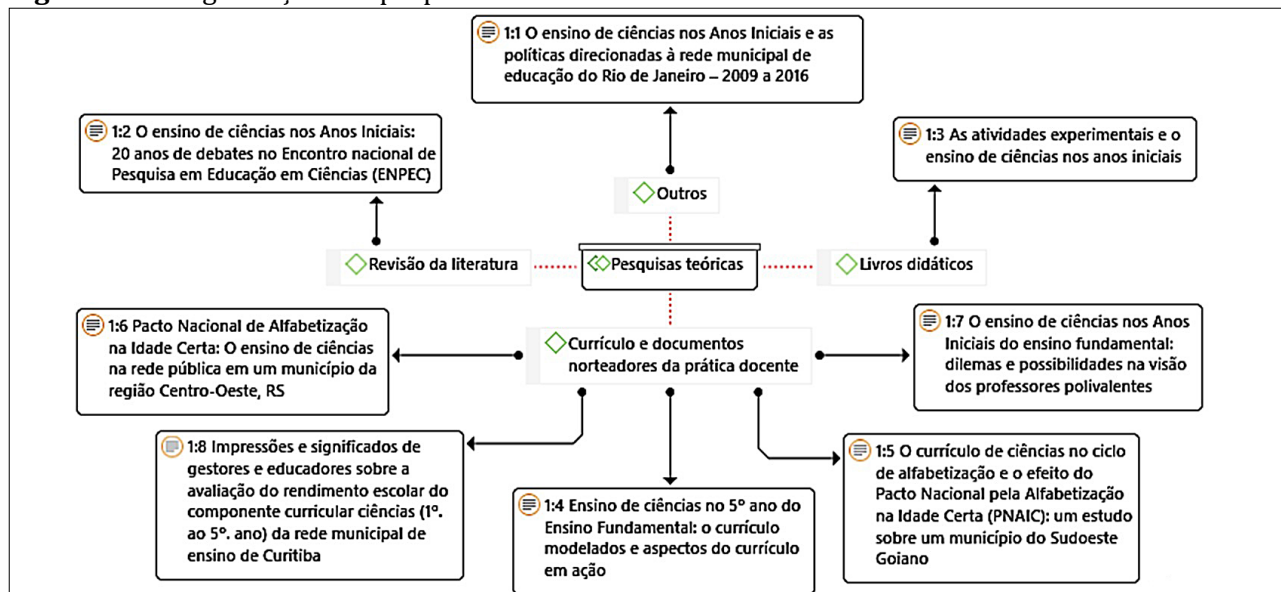 1:1 O ensino de ciências nos Anos Iniciais e as
políticas direcionadas à rede municipal de
educação do Rio de Janeiro – 2009 a 2016
1:2 O ensino de ciências nos Anos Iniciais:
20 anos de debates no Encontro nacional de
Pesquisa em Educação em Ciências (ENPEC)
1:3 As atividades experimentais e o
ensino de ciências nos anos iniciais
Outros
Revisão da literatura
Pesquisas teóricas
Livros didáticos
1:6 Pacto Nacional de Alfabetização
na Idade Certa: O ensino de ciências
na rede pública em um município da
região Centro-Oeste, RS
Currículo e documentos
norteadores da prática docente
1:7 O ensino de ciências nos Anos
Iniciais do ensino fundamental:
dilemas e possibilidades na visão
dos professores polivalentes
1:8 Impressões e significados de
gestores e educadores sobre a
avaliação do rendimento escolar do
componente curricular ciências (1º.
ao 5º. ano) da rede municipal de
ensino de Curitiba
1:4 Ensino de ciências no 5º ano do
Ensino Fundamental: o currículo
modelados e aspectos do currículo
em ação
1:5 O currículo de ciências no ciclo
de alfabetização e o efeito do
Pacto Nacional pela Alfabetização
na Idade Certa (PNAIC): um estudo
sobre um município do Sudoeste
Goiano